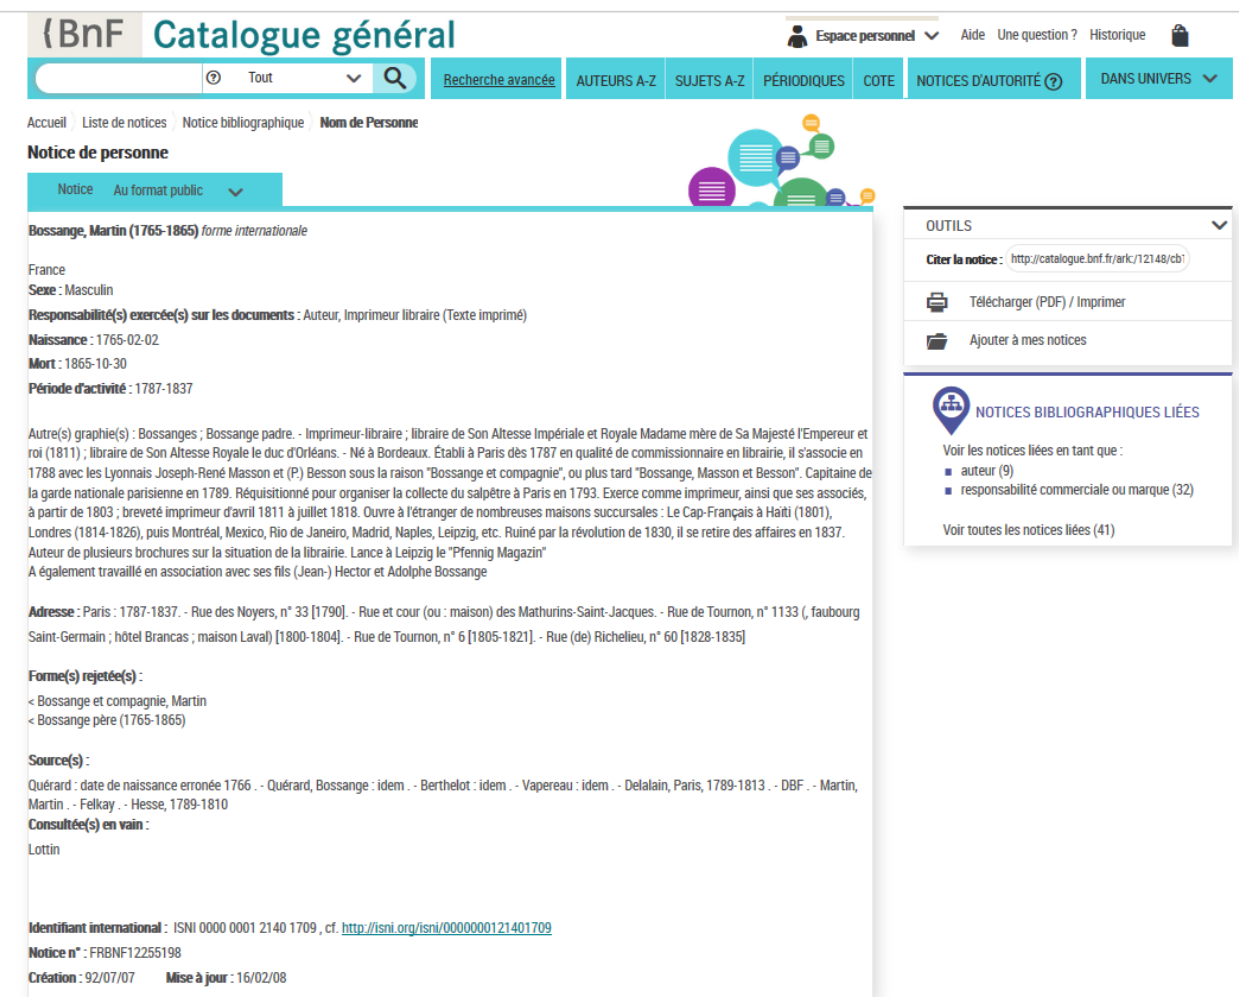 {BnF Catalogue général
Espace personnel Aide Une question ? Historique
? Tout Recherche avancée AUTEURS A-Z SUJETS A-Z PÉRIODIQUES COTE NOTICES D'AUTORITÉ ? DANS UNIVERS
Accueil Liste de notices Notice bibliographique Nom de Personne
Notice de personne
Notice Au format public
Bossange, Martin (1765-1865) forme internationale
France
Sexe : Masculin
Responsabilité(s) exercée(s) sur les documents : Auteur, Imprimeur libraire (Texte imprimé)
Naissance : 1765-02-02
Mort : 1865-10-30
Période d'activité : 1787-1837
Autre(s) graphie(s) : Bossanges ; Bossange padre. - Imprimeur-libraire ; libraire de Son Altesse Impériale et Royale Madame mère de Sa Majesté l'Empereur et
roi (1811) ; libraire de Son Altesse Royale le duc d'Orléans. - Né à Bordeaux. Établi à Paris dès 1787 en qualité de commissionnaire en librairie, il s'associe en
1788 avec les Lyonnais Joseph-René Masson et (P.) Besson sous la raison "Bossange et compagnie", ou plus tard "Bossange, Masson et Besson". Capitaine de
la garde nationale parisienne en 1789. Réquisitionné pour organiser la collecte du salpêtre à Paris en 1793. Exerce comme imprimeur, ainsi que ses associés,
à partir de 1803 ; breveté imprimeur d'avril 1811 à juillet 1818. Ouvre à l'étranger de nombreuses maisons succursales : Le Cap-Français à Haïti (1801),
Londres (1814-1826), puis Montréal, Mexico, Rio de Janeiro, Madrid, Naples, Leipzig, etc. Ruiné par la révolution de 1830, il se retire des affaires en 1837.
Auteur de plusieurs brochures sur la situation de la librairie. Lance à Leipzig le "Pfennig Magazin"
A également travaillé en association avec ses fils (Jean-) Hector et Adolphe Bossange
Adresse : Paris : 1787-1837. - Rue des Noyers, n° 33 [1790]. - Rue et cour (ou : maison) des Mathurins-Saint-Jacques. - Rue de Tournon, n° 1133 (, faubourg
Saint-Germain ; hôtel Brancas ; maison Laval) [1800-1804]. - Rue de Tournon, n° 6 [1805-1821]. - Rue (de) Richelieu, n° 60 [1828-1835]
Forme(s) rejetée(s) :
< Bossange et compagnie, Martin
< Bossange père (1765-1865)
Source(s) :
Quérard : date de naissance erronée 1766 . - Quérard, Bossange : idem . - Berthelot : idem . - Vapereau : idem . - Delalain, Paris, 1789-1813 . - DBF . - Martin,
Martin . - Felkay . - Hesse, 1789-1810
Consultée(s) en vain :
Lottin
Identifiant international : ISNI 0000 0001 2140 1709 , cf. http://isni.org/isni/0000000121401709
Notice n° : FRBNF12255198
Création : 92/07/07 Mise à jour : 16/02/08
OUTILS
Citer la notice : http://catalogue.bnf.fr/ark:/12148/cb1
Télécharger (PDF) / Imprimer
Ajouter à mes notices
NOTICES BIBLIOGRAPHIQUES LIÉES
Voir les notices liées en tant que :
auteur (9)
responsabilité commerciale ou marque (32)
Voir toutes les notices liées (41)